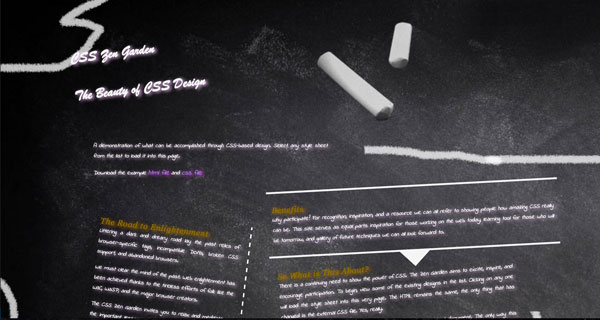 CSS Zen Garden
The Beauty of CSS Design
A demonstration of what can be accomplished through CSS-based design. Select any style sheet
from the list to load it into this page.
Download the example html file and css file
The Road to Enlightenment
Littering a dark and dreary road lay the past relics of
browser-specific tags, incompatible DOMs, broken CSS
support, and abandoned browsers.
We must clear the mind of the past. Web enlightenment has
been achieved thanks to the tireless efforts of folk like the
W3C, WaSP, and the major browser creators.
The CSS Zen Garden invites you to relax and meditate
the important
Benefits
Why participate? For recognition, inspiration, and a resource we can all refer to showing people how amazingly CSS really
can be. This site serves as equal parts inspiration for those working on the web today, learning tool for those who will
be tomorrow, and gallery of future techniques we can all look forward to.
So What is This About?
There is a continuing need to show the power of CSS. The Zen Garden aims to excite, inspire, and
encourage participation. To begin, view some of the existing designs in the list. Clicking on any one
will load the style sheet into this very page. The HTML remains the same, the only thing that has
changed is the external CSS file. Yes, really.